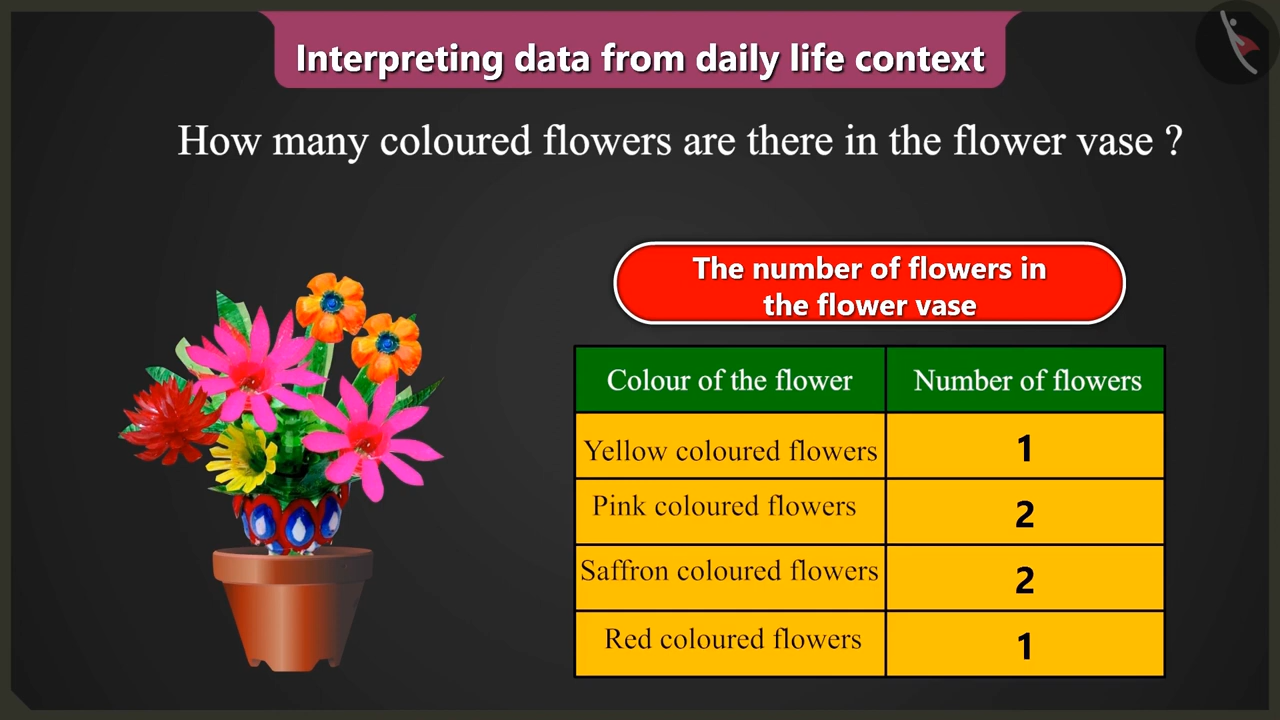 Interpreting data from daily life context
How many coloured flowers are there in the flower vase ?
The number of flowers in
the flower vase
Colour of the flower Number of flowers
Yellow coloured flowers 1
Pink coloured flowers 2
Saffron coloured flowers 2
Red coloured flowers 1